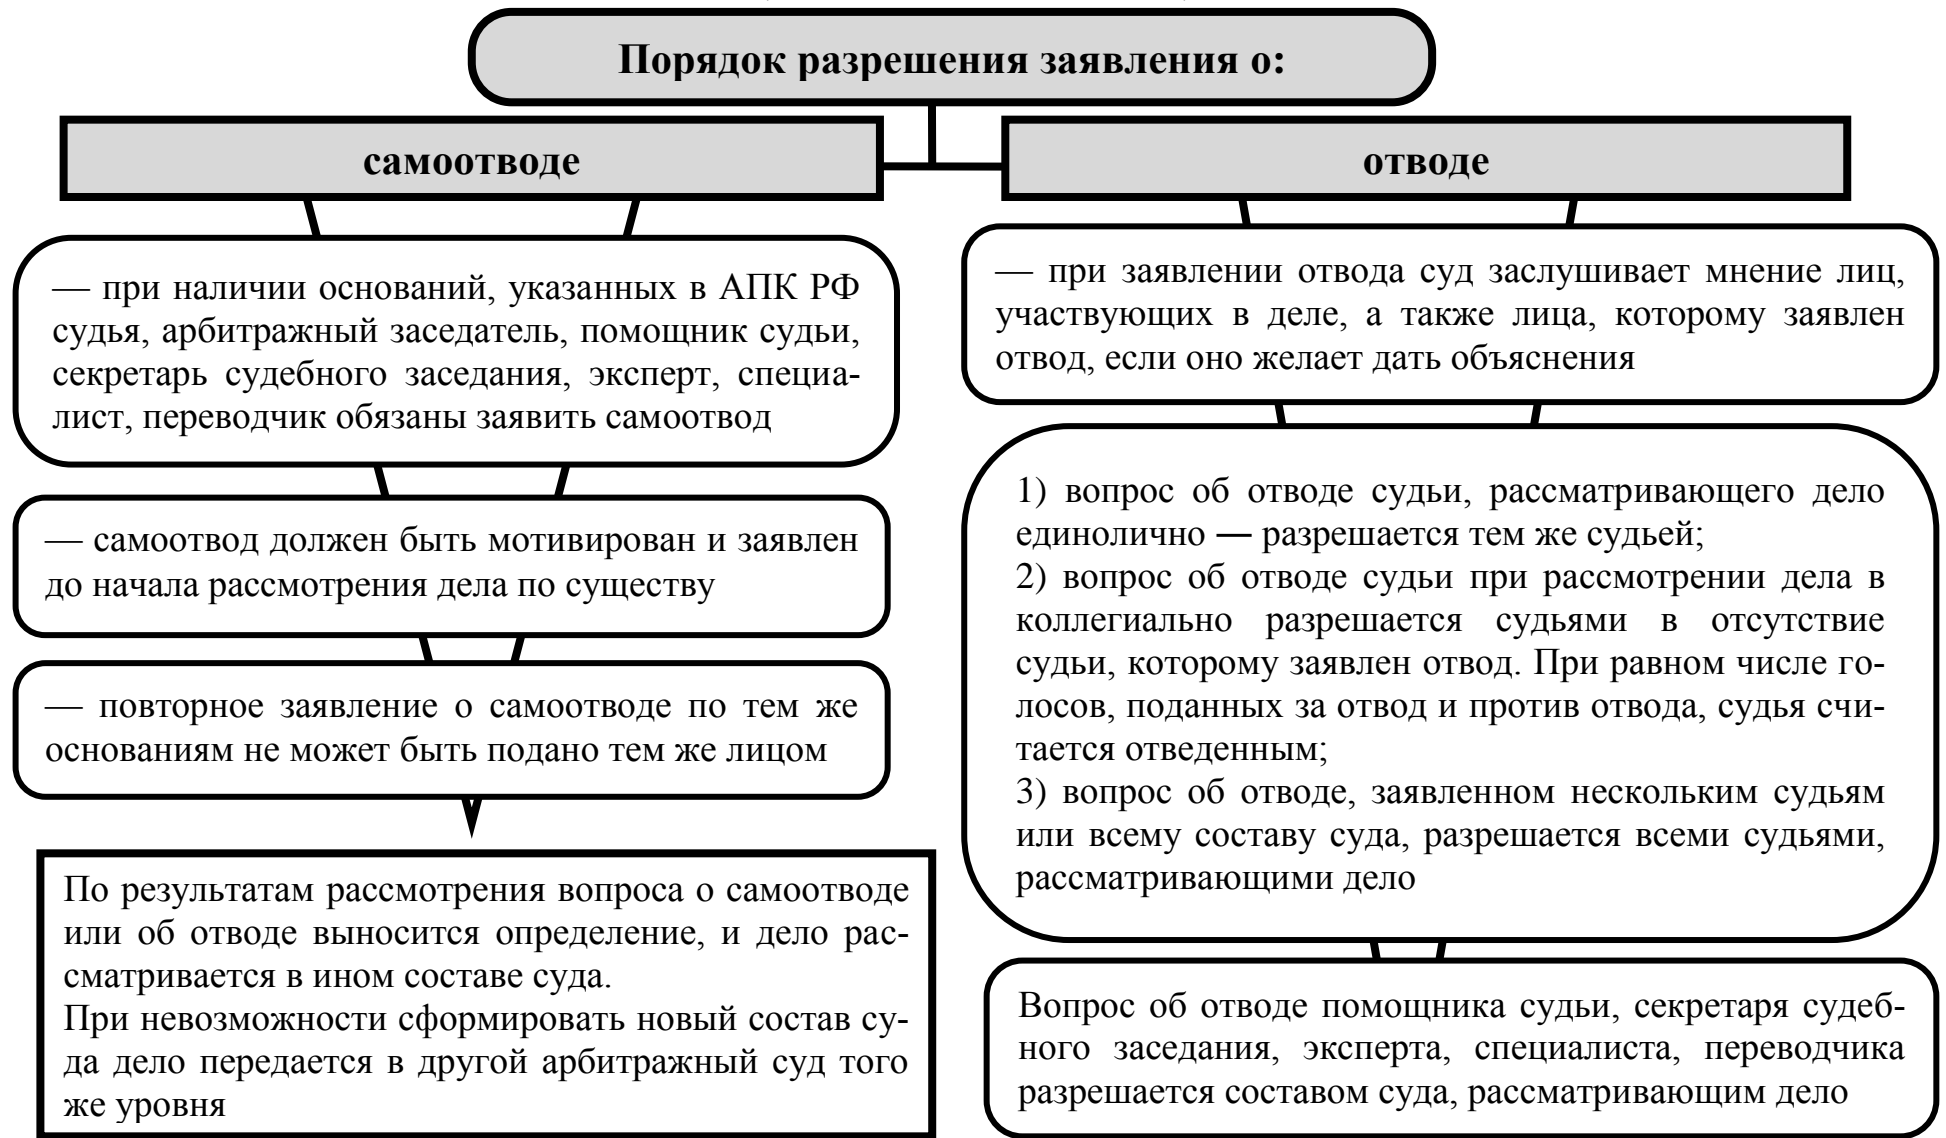 Порядок разрешения заявления о:
самоотводе
— при наличии оснований, указанных в АПК РФ
судья, арбитражный заседатель, помощник судьи,
секретарь судебного заседания, эксперт, специа-
лист, переводчик обязаны заявить самоотвод
— самоотвод должен быть мотивирован и заявлен
до начала рассмотрения дела по существу
— повторное заявление о самоотводе по тем же
основаниям не может быть подано тем же лицом
По результатам рассмотрения вопроса о самоотводе
или об отводе выносится определение, и дело рас-
сматривается в ином составе суда.
При невозможности сформировать новый состав су-
да дело передается в другой арбитражный суд того
же уровня
отводе
— при заявлении отвода суд заслушивает мнение лиц,
участвующих в деле, а также лица, которому заявлен
отвод, если оно желает дать объяснения
1) вопрос об отводе судьи, рассматривающего дело
единолично — разрешается тем же судьей;
2) вопрос об отводе судьи при рассмотрении дела в
коллегиально разрешается судьями в отсутствие
судьи, которому заявлен отвод. При равном числе го-
лосов, поданных за отвод и против отвода, судья счи-
тается отведенным;
3) вопрос об отводе, заявленном нескольким судьям
или всему составу суда, разрешается всеми судьями,
рассматривающими дело
Вопрос об отводе помощника судьи, секретаря судеб-
ного заседания, эксперта, специалиста, переводчика
разрешается составом суда, рассматривающим дело